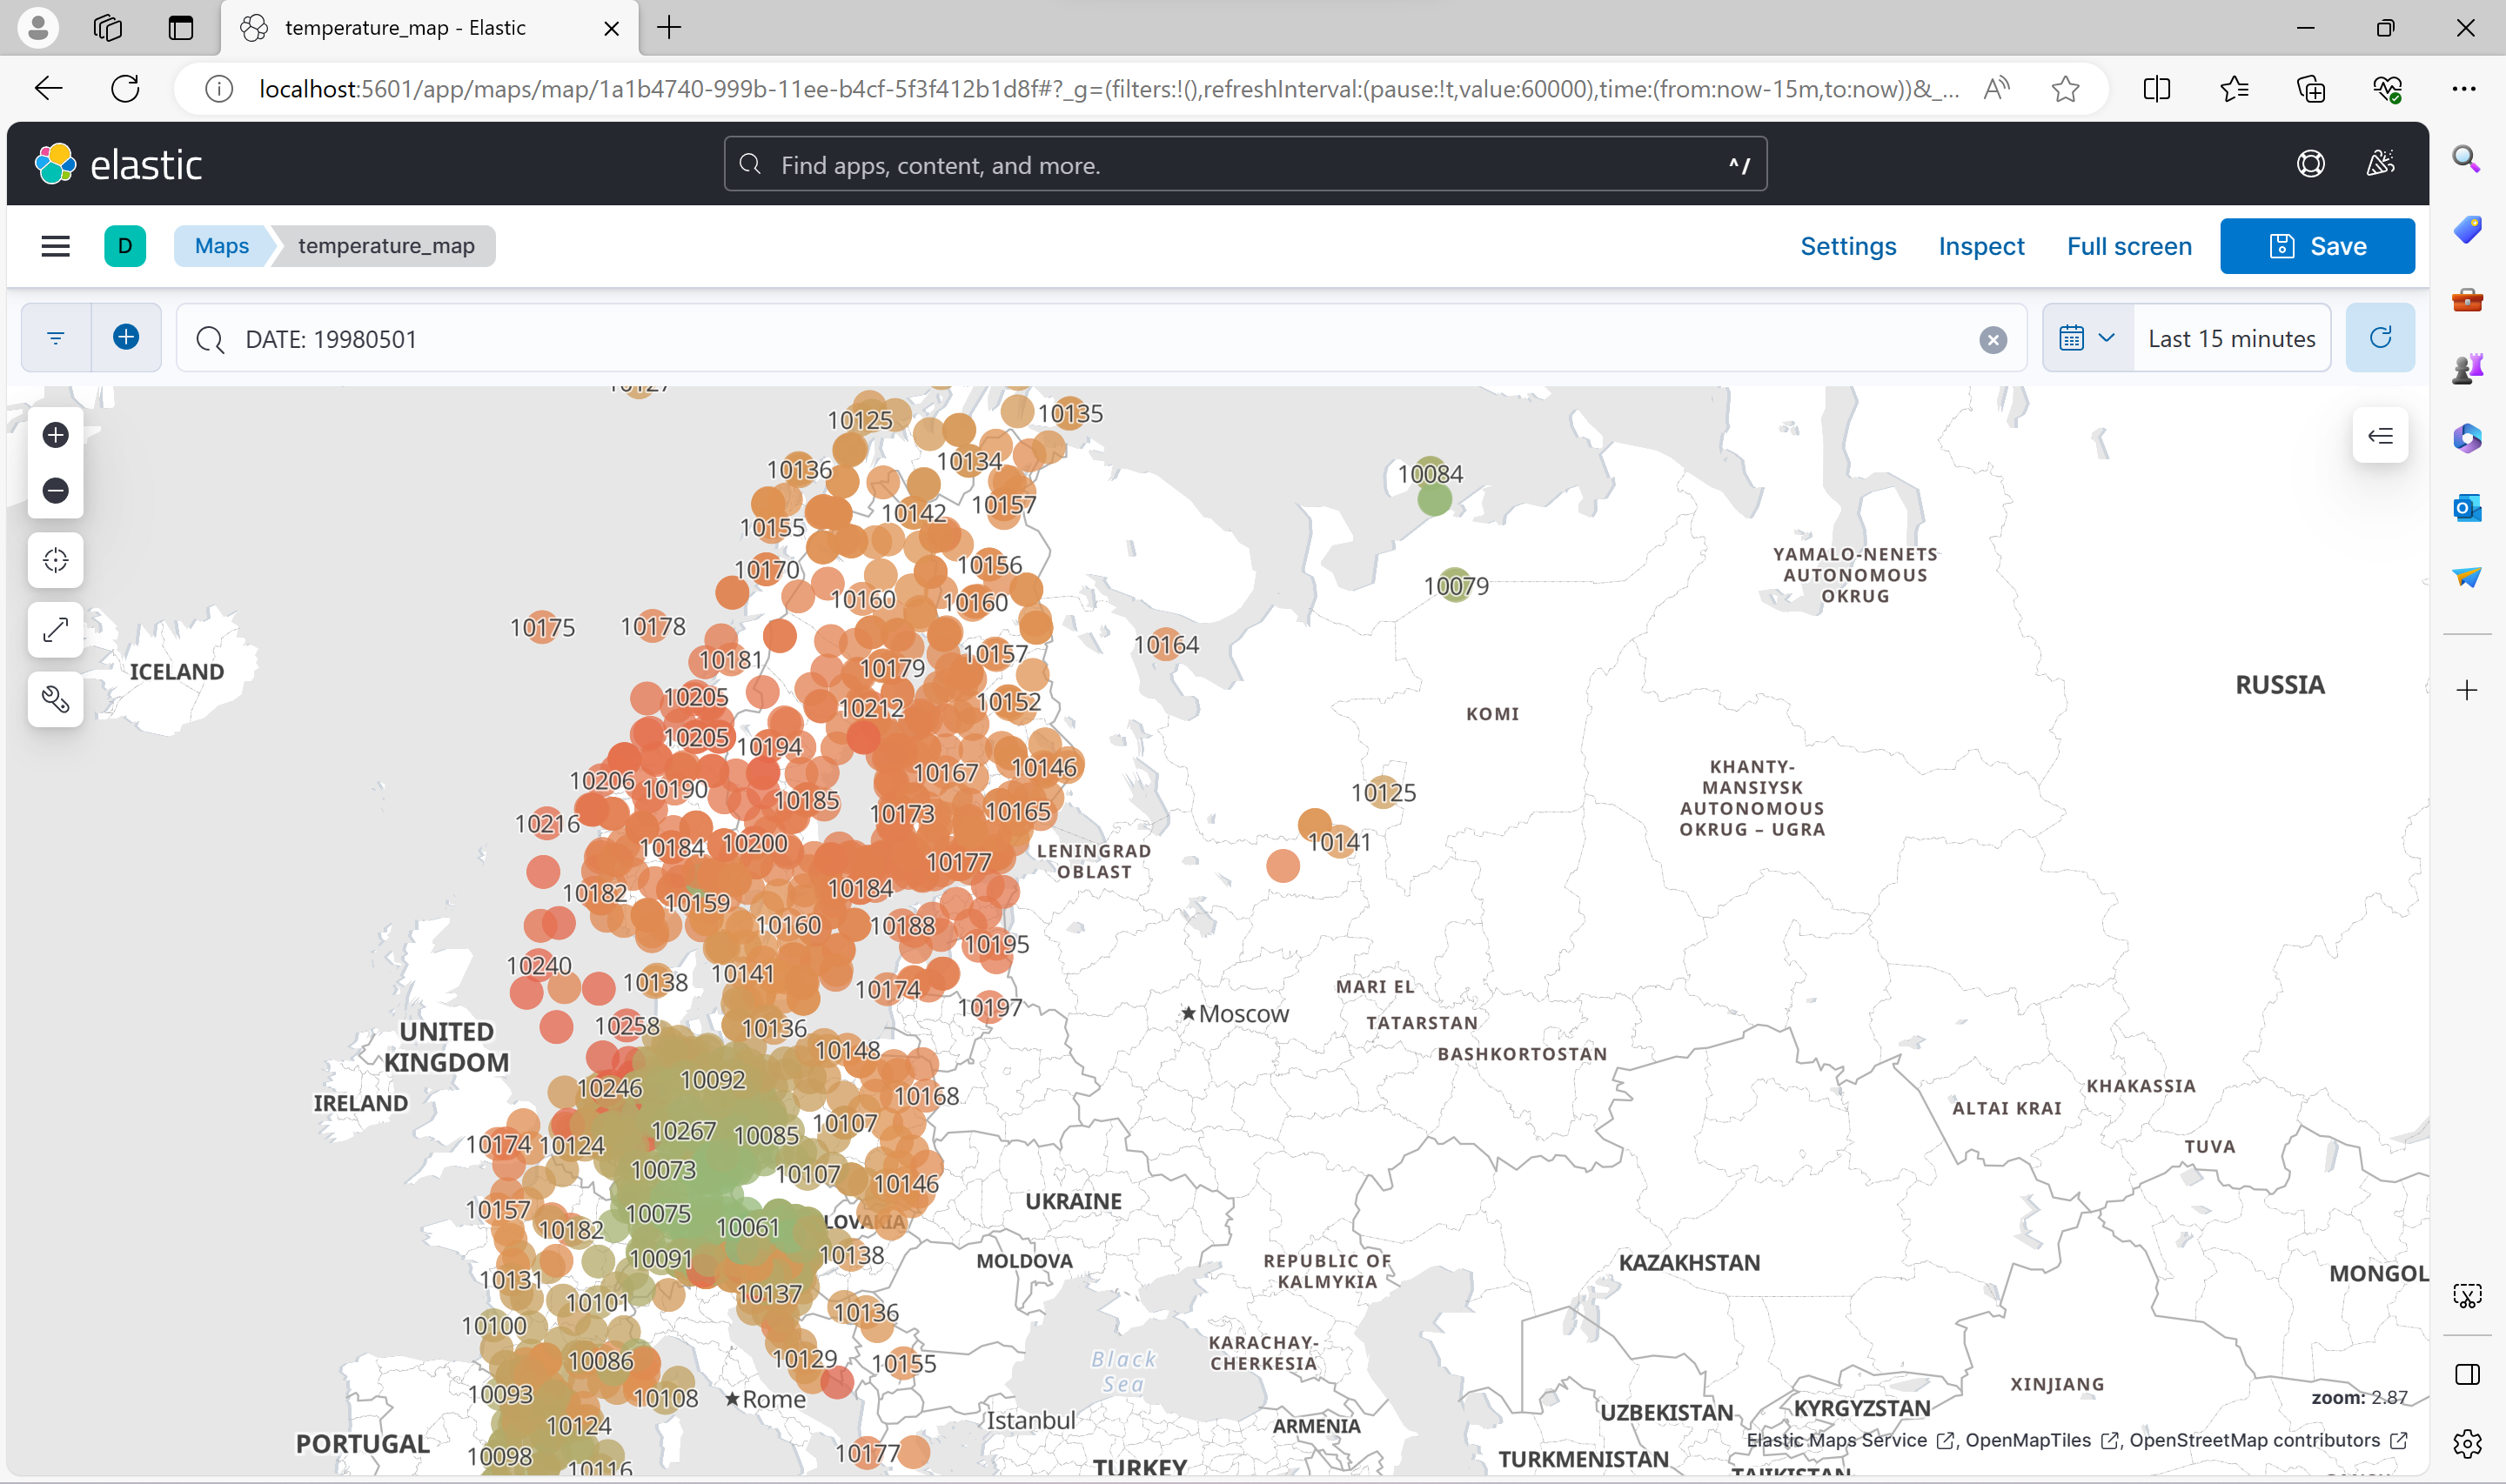 temperature_map - Elastic
localhost:5601/app/maps/map/1a1b4740-999b-11ee-b4cf-5f3f412b1d8f#?_g=(filters:!(),refreshInterval:(pause:!t,value:60000),time:(from:now-15m,to:now))&_...
elastic
Find apps, content, and more.
^/
D
Maps
temperature_map
Settings
Inspect
Full screen
Save
DATE: 19980501
Last 15 minutes
10127
10125
10135
10136
10134
10084
10155
10142
10157
10170
10156
YAMALO-NENETS
AUTONOMOUS
OKRUG
10160
10160
10079
10175
10178
10164
10181
10179
10157
ICELAND
RUSSIA
10205
10212
10152
KOMI
10205
10194
10206
10190
10167
10146
KHANTY-
MANSIYSK
AUTONOMOUS
OKRUG – UGRA
10185
10173
10165
10125
10216
10184
10200
10177
LENINGRAD
OBLAST
10141
10182
10159
10184
10160
10188
10195
10240
10138
10141
10174
10197
MARI EL
Moscow
TATARSTAN
BASHKORTOSTAN
UNITED
KINGDOM
10258
10136
10148
IRELAND
10246
10092
10168
KHAKASSIA
ALTAI KRAI
TUVA
10174
10124
10267
10085
10107
10073
10107
10146
10157
10182
10075
10061
LOVAKIA
UKRAINE
10091
10138
MOLDOVA
REPUBLIC OF
KALMYKIA
KAZAKHSTAN
MONGOL
10131
10101
10137
10136
10100
10086
10129
10155
Black
Sea
KARACHAY-
CHERKESIA
10093
10108
Rome
XINJIANG
zoom: 2.87
10124
Istanbul
ARMENIA
UZBEKISTAN
KYRGYZSTAN
PORTUGAL
10098
10116
10177
TURKEY
TURKMENISTAN
TAJIKISTAN
Elastic Maps Service , OpenMapTiles , OpenStreetMap contributors